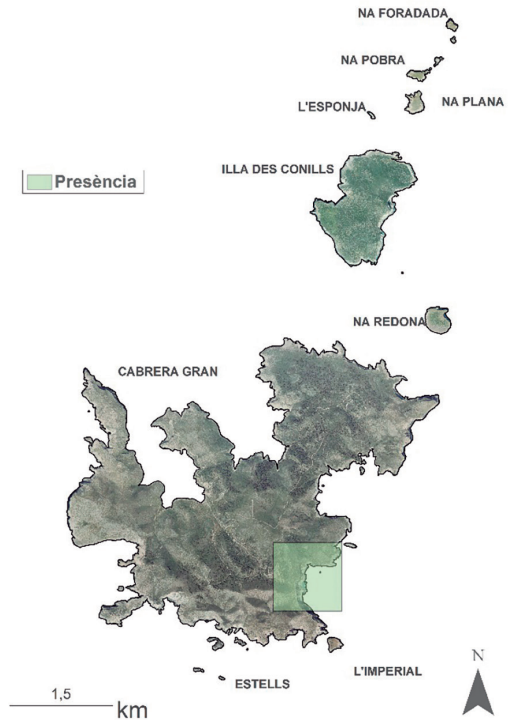 NA FORADADA
NA POBRA
NA PLANA
L'ESPONJA
ILLA DES CONILLS
Presència
NA REDONA
CABRERA GRAN
L'IMPERIAL
ESTELLS
N
1,5
km